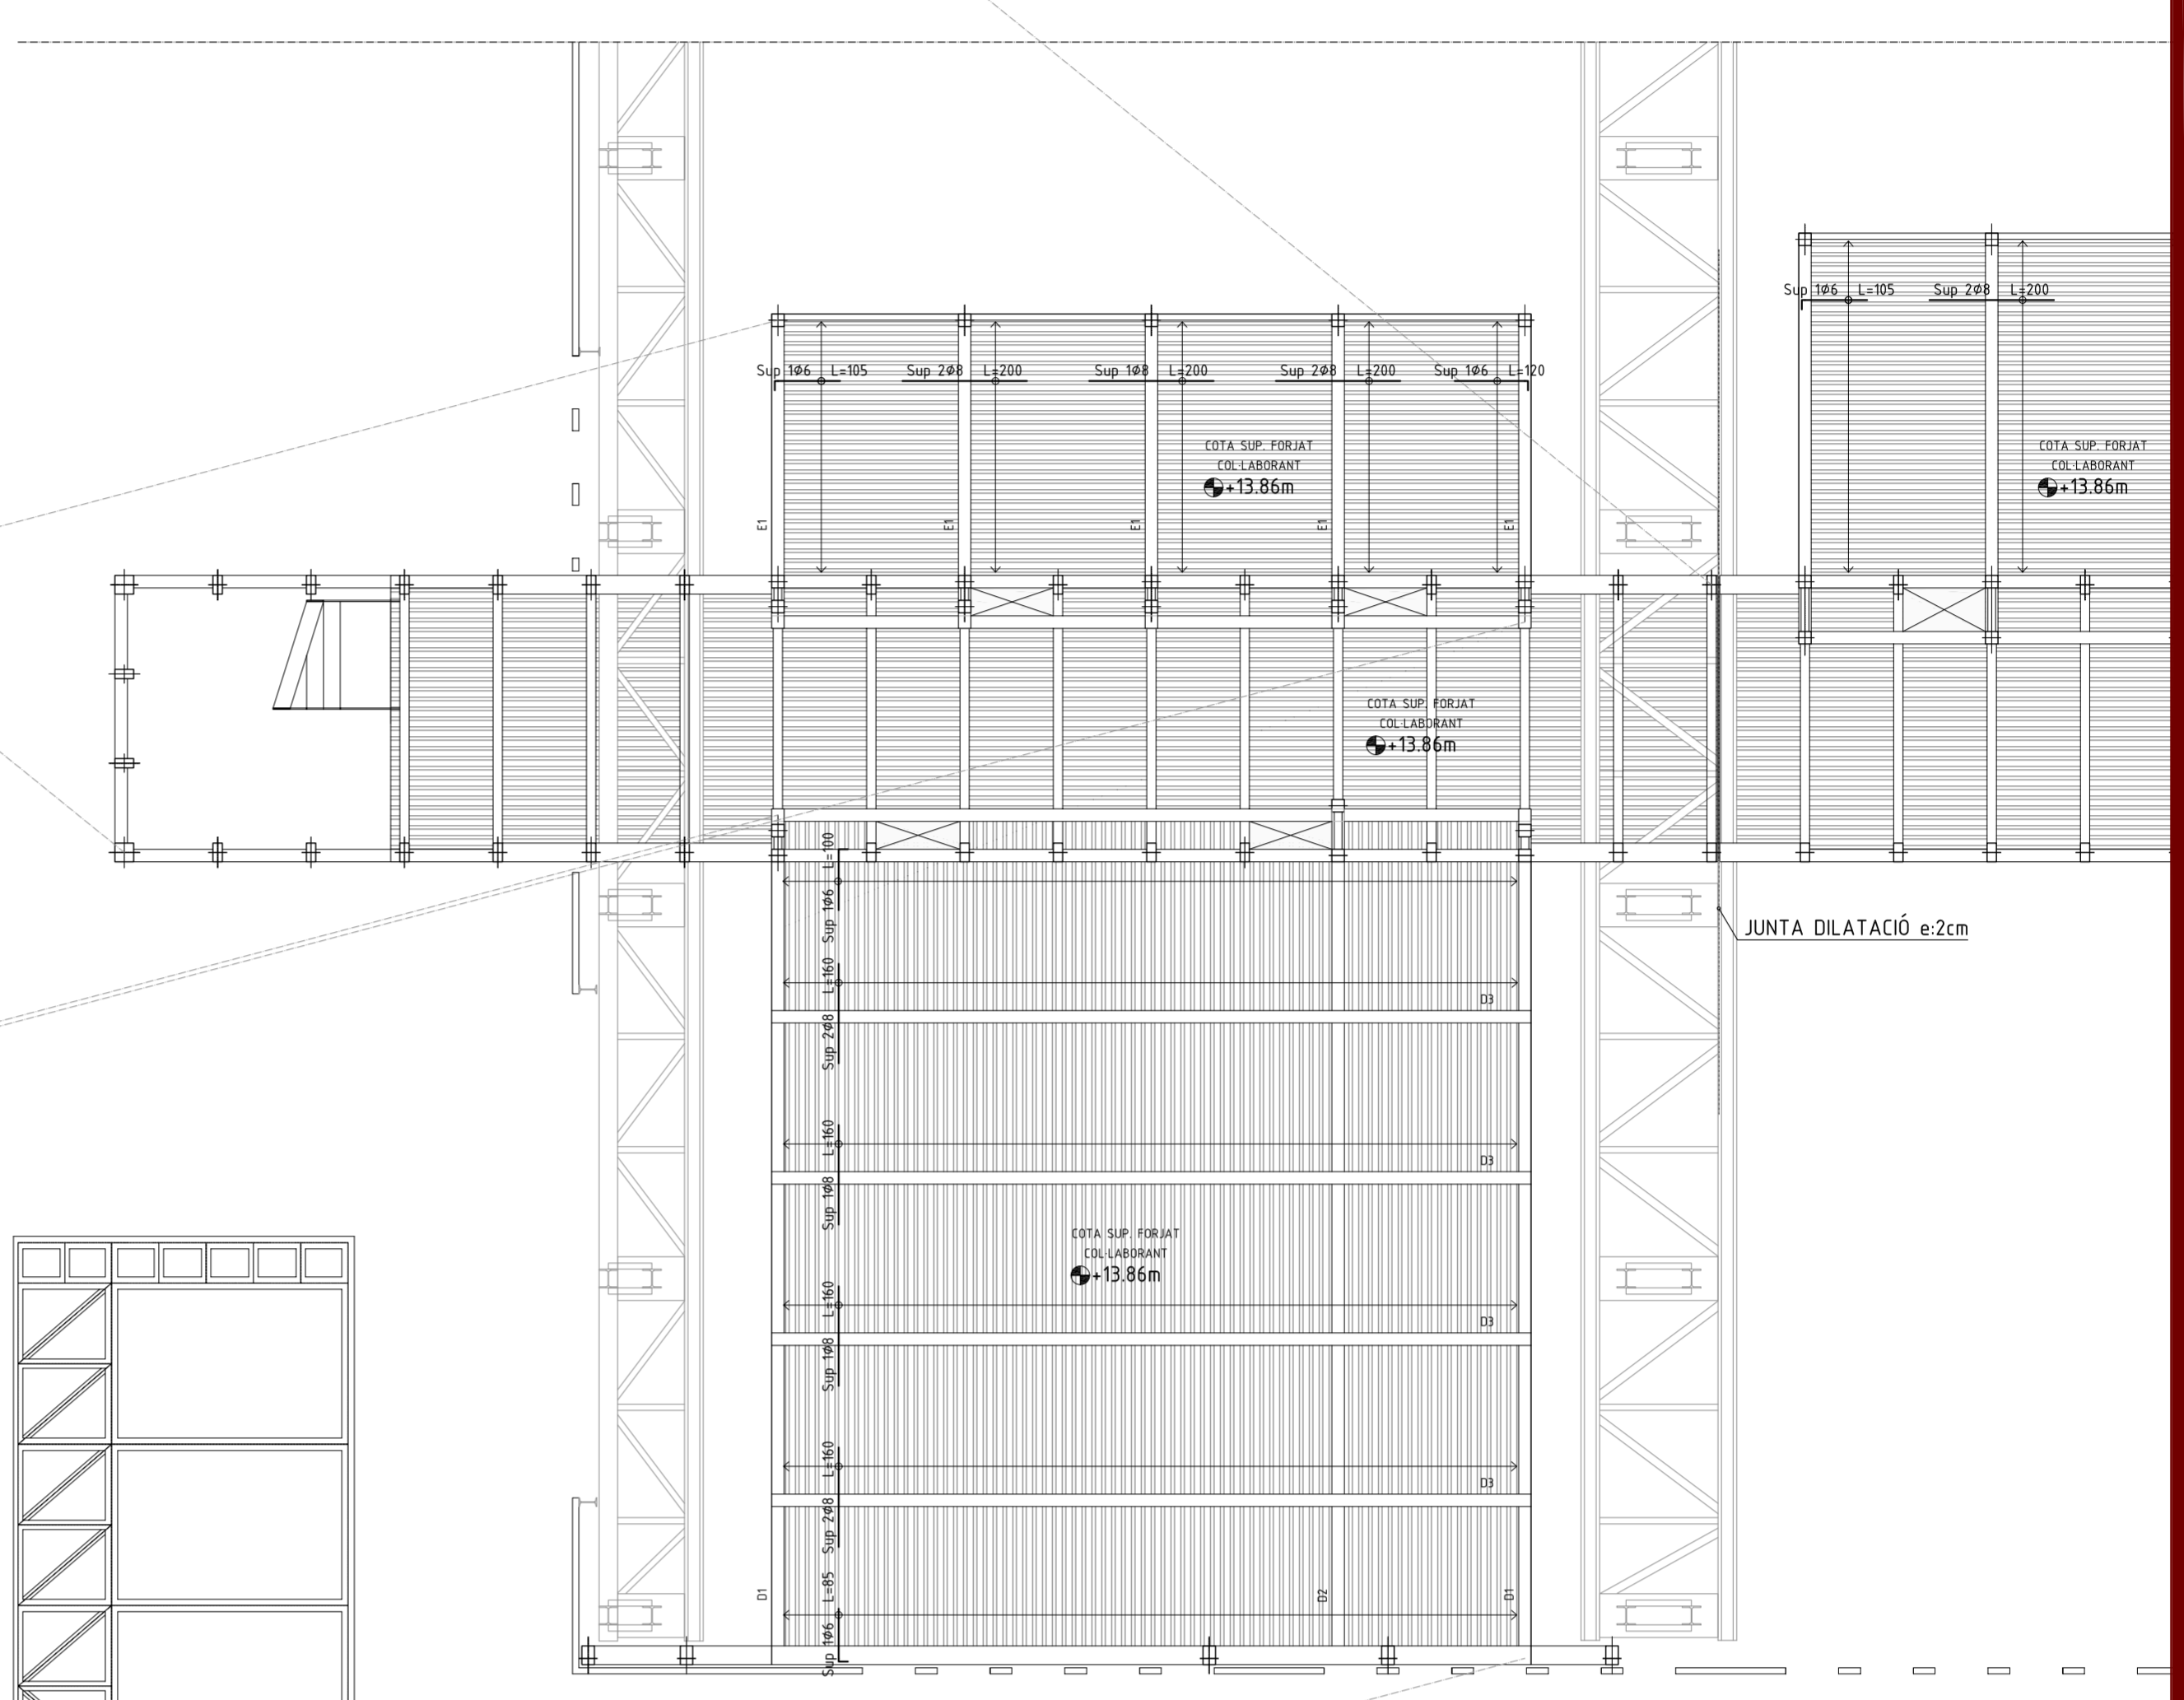 Sup 1ø6 L=105
Sup 2ø8 L=200
Sup 1ø6 L=105
Sup 2ø8 L=200
Sup 1ø8 L=200
Sup 2ø8 L=200
Sup 1ø6 L=120
COTA SUP. FORJAT
COL·LABORANT
+13.86m
COTA SUP. FORJAT
COL·LABORANT
+13.86m
E1
E1
E1
E1
E1
COTA SUP. FORJAT
COL·LABORANT
+13.86m
Sup 1ø6 L=100
JUNTA DILATACIÓ e:2cm
Sup 2ø8 L=160
D3
Sup 1ø8 L=160
D3
COTA SUP. FORJAT
COL·LABORANT
+13.86m
Sup 1ø8 L=160
D3
Sup 2ø8 L=160
D3
Sup 1ø6 L=85
D1
D2
D1